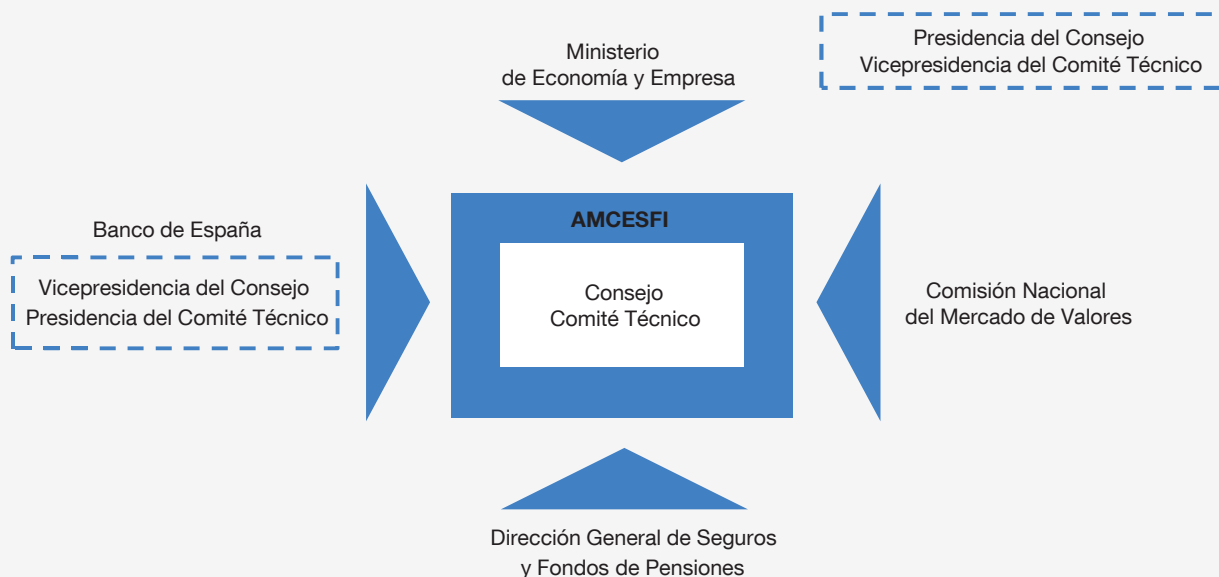 Ministerio
de Economía y Empresa
Presidencia del Consejo
Vicepresidencia del Comité Técnico
Banco de España
Vicepresidencia del Consejo
Presidencia del Comité Técnico
AMCESFI
Consejo
Comité Técnico
Comisión Nacional
del Mercado de Valores
Dirección General de Seguros
y Fondos de Pensiones